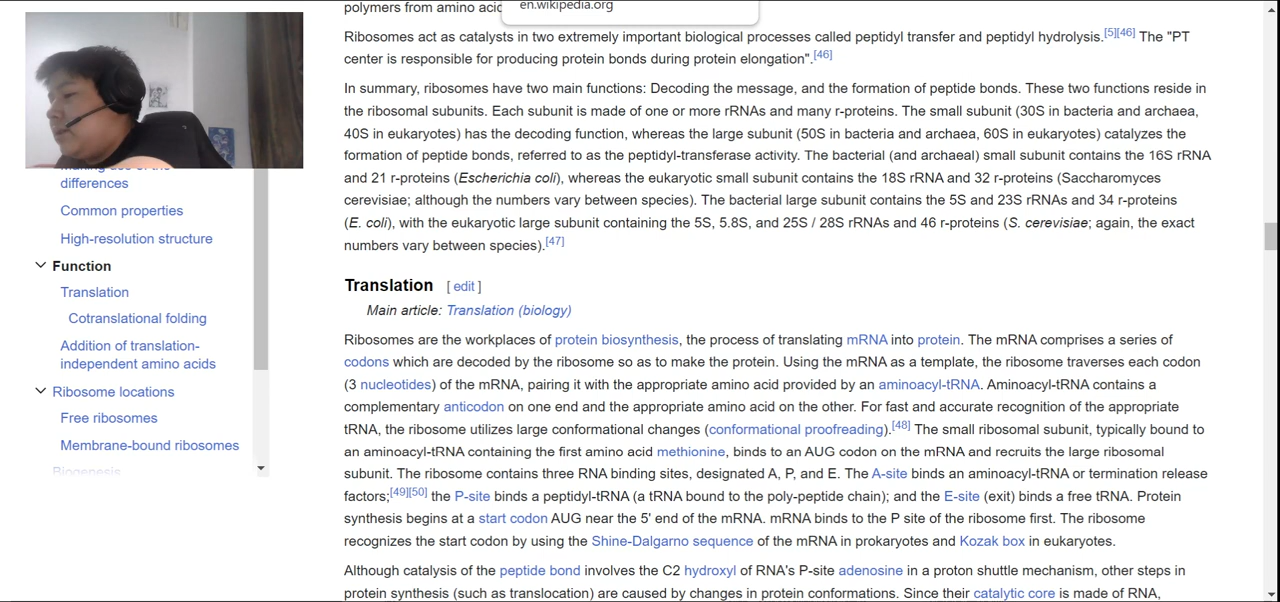 en.wikipedia.org
polymers from amino acid
Ribosomes act as catalysts in two extremely important biological processes called peptidyl transfer and peptidyl hydrolysis.[5][46] The "PT
center is responsible for producing protein bonds during protein elongation".[46]
In summary, ribosomes have two main functions: Decoding the message, and the formation of peptide bonds. These two functions reside in
the ribosomal subunits. Each subunit is made of one or more rRNAs and many r-proteins. The small subunit (30S in bacteria and archaea,
40S in eukaryotes) has the decoding function, whereas the large subunit (50S in bacteria and archaea, 60S in eukaryotes) catalyzes the
formation of peptide bonds, referred to as the peptidyl-transferase activity. The bacterial (and archaeal) small subunit contains the 16S rRNA
and 21 r-proteins (Escherichia coli), whereas the eukaryotic small subunit contains the 18S rRNA and 32 r-proteins (Saccharomyces
cerevisiae; although the numbers vary between species). The bacterial large subunit contains the 5S and 23S rRNAs and 34 r-proteins
(E. coli), with the eukaryotic large subunit containing the 5S, 5.8S, and 25S / 28S rRNAs and 46 r-proteins (S. cerevisiae; again, the exact
numbers vary between species).[47]
Translation [ edit ]
Main article: Translation (biology)
Ribosomes are the workplaces of protein biosynthesis, the process of translating mRNA into protein. The mRNA comprises a series of
codons which are decoded by the ribosome so as to make the protein. Using the mRNA as a template, the ribosome traverses each codon
(3 nucleotides) of the mRNA, pairing it with the appropriate amino acid provided by an aminoacyl-tRNA. Aminoacyl-tRNA contains a
complementary anticodon on one end and the appropriate amino acid on the other. For fast and accurate recognition of the appropriate
tRNA, the ribosome utilizes large conformational changes (conformational proofreading).[48] The small ribosomal subunit, typically bound to
an aminoacyl-tRNA containing the first amino acid methionine, binds to an AUG codon on the mRNA and recruits the large ribosomal
subunit. The ribosome contains three RNA binding sites, designated A, P, and E. The A-site binds an aminoacyl-tRNA or termination release
factors;[49][50] the P-site binds a peptidyl-tRNA (a tRNA bound to the poly-peptide chain); and the E-site (exit) binds a free tRNA. Protein
synthesis begins at a start codon AUG near the 5' end of the mRNA. mRNA binds to the P site of the ribosome first. The ribosome
recognizes the start codon by using the Shine-Dalgarno sequence of the mRNA in prokaryotes and Kozak box in eukaryotes.
Although catalysis of the peptide bond involves the C2 hydroxyl of RNA's P-site adenosine in a proton shuttle mechanism, other steps in
protein synthesis (such as translocation) are caused by changes in protein conformations. Since their catalytic core is made of RNA,
differences
Common properties
High-resolution structure
Function
Translation
Cotranslational folding
Addition of translation-
independent amino acids
Ribosome locations
Free ribosomes
Membrane-bound ribosomes
Biogenesis